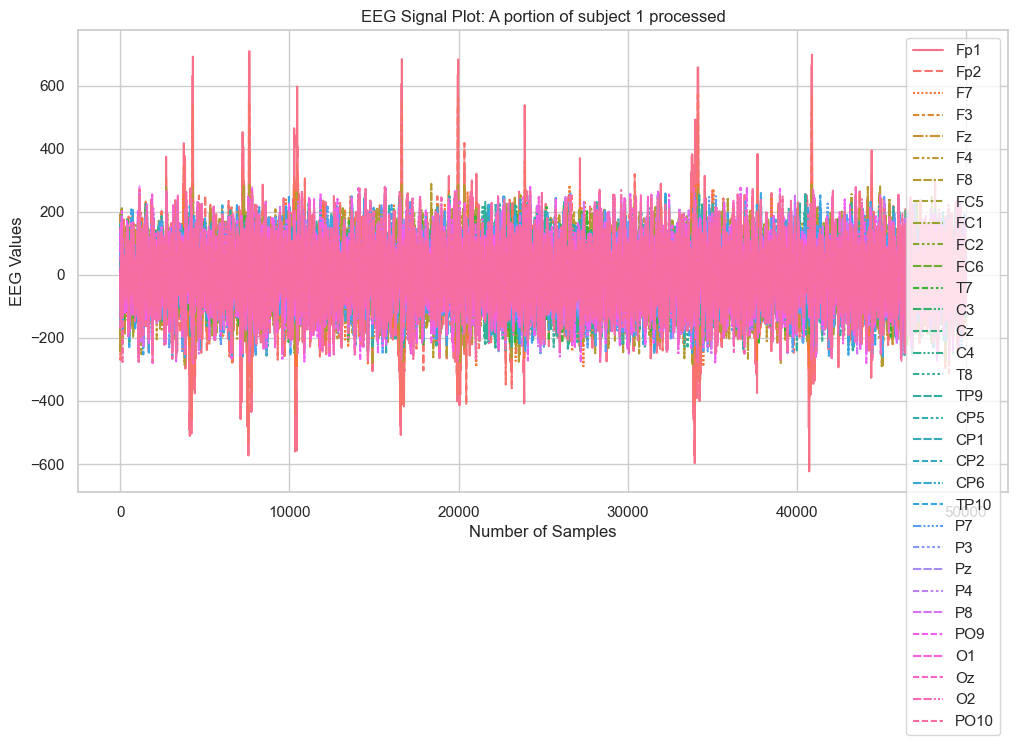 EEG Signal Plot: A portion of subject 1 processed
EEG Values
600
400
200
0
−200
−400
−600
0 10000 20000 30000 40000 50000
Number of Samples
Fp1
Fp2
F7
F3
Fz
F4
F8
FC5
FC1
FC2
FC6
T7
C3
Cz
C4
T8
TP9
CP5
CP1
CP2
CP6
TP10
P7
P3
Pz
P4
P8
PO9
O1
Oz
O2
PO10